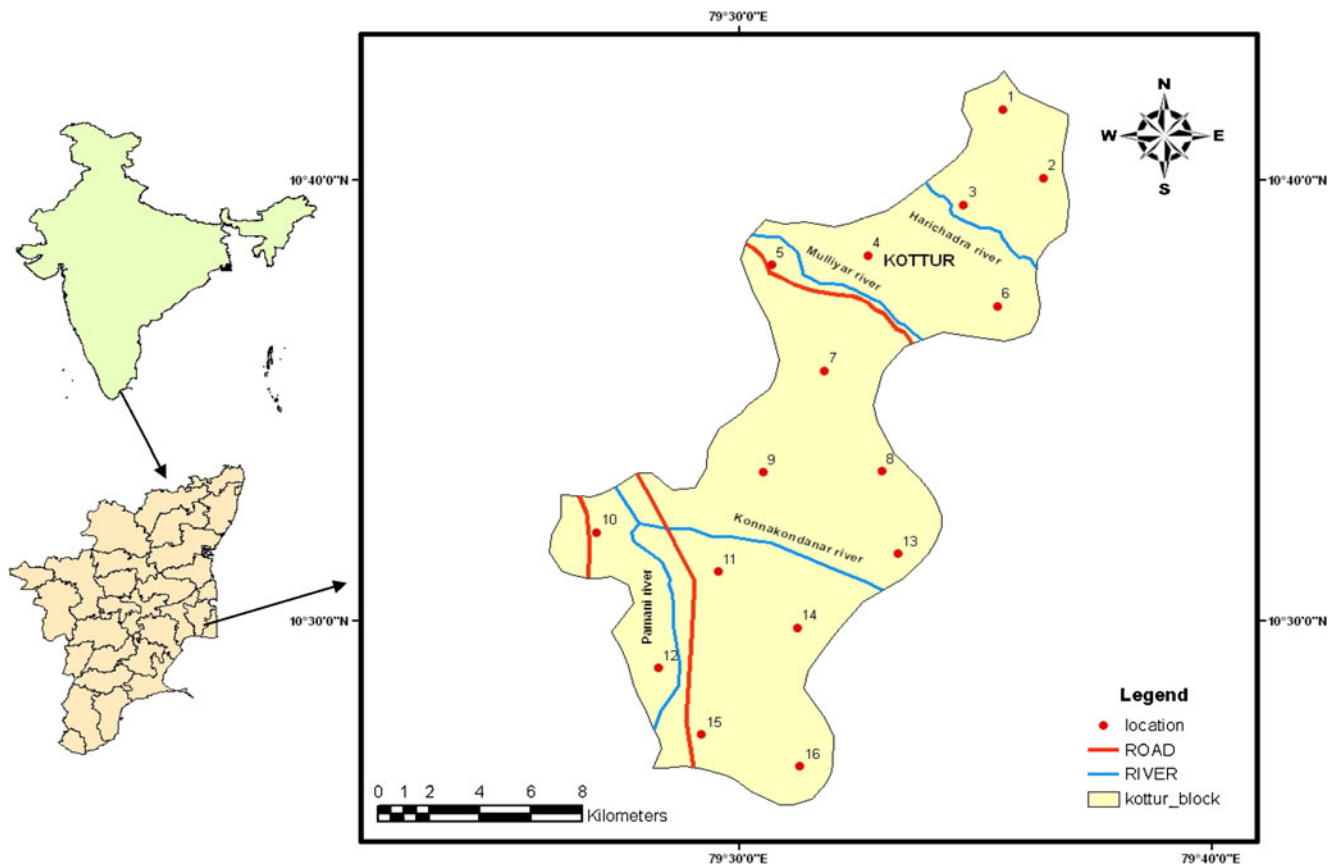 79°30'0"E
N
W
E
S
10°40'0"N
10°40'0"N
1
2
3
Harichadra river
4
KOTTUR
5
Mulliyar river
6
7
8
9
10
Konnakondanar river
11
13
Pamani river
10°30'0"N
10°30'0"N
14
12
15
16
Legend
location
ROAD
RIVER
kottur_block
0 1 2 4 6 8
Kilometers
79°30'0"E
79°40'0"E